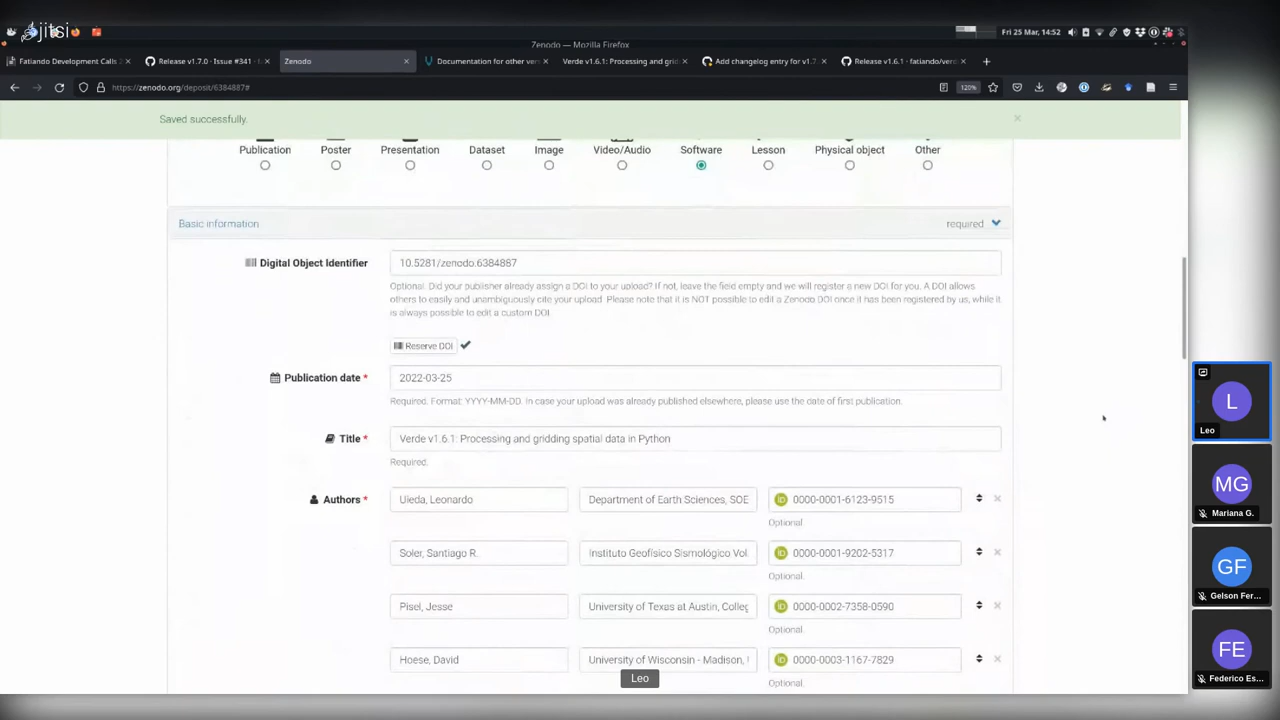 jitsi
Fri 25 Mar, 14:52
Zenodo — Mozilla Firefox
Fatiando Development Calls 2
Release v1.7.0 · Issue #341 · f
Zenodo
Documentation for other ver
Verde v1.6.1: Processing and grid
Add changelog entry for v1.7
Release v1.6.1 · fatiando/verd
https://zenodo.org/deposit/6384887#
120%
Saved successfully.
Publication
Poster
Presentation
Dataset
Image
Video/Audio
Software
Lesson
Physical object
Other
Basic information
required
Digital Object Identifier
10.5281/zenodo.6384887
Optional. Did your publisher already assign a DOI to your upload? If not, leave the field empty and we will register a new DOI for you. A DOI allows
others to easily and unambiguously cite your upload. Please note that it is NOT possible to edit a Zenodo DOI once it has been registered by us, while it
is always possible to edit a custom DOI.
Reserve DOI
Publication date *
2022-03-25
Required. Format: YYYY-MM-DD. In case your upload was already published elsewhere, please use the date of first publication.
Title *
Verde v1.6.1: Processing and gridding spatial data in Python
Required.
Authors *
Uieda, Leonardo
Department of Earth Sciences, SOE
0000-0001-6123-9515
Optional.
Soler, Santiago R.
Instituto Geofísico Sismológico Vol
0000-0001-9202-5317
Optional.
Pisel, Jesse
University of Texas at Austin, Colleg
0000-0002-7358-0590
Optional.
Hoese, David
University of Wisconsin - Madison,
0000-0003-1167-7829
Optional.
Leo
L
Leo
MG
Mariana G.
GF
Gelson Fer...
FE
Federico Es...